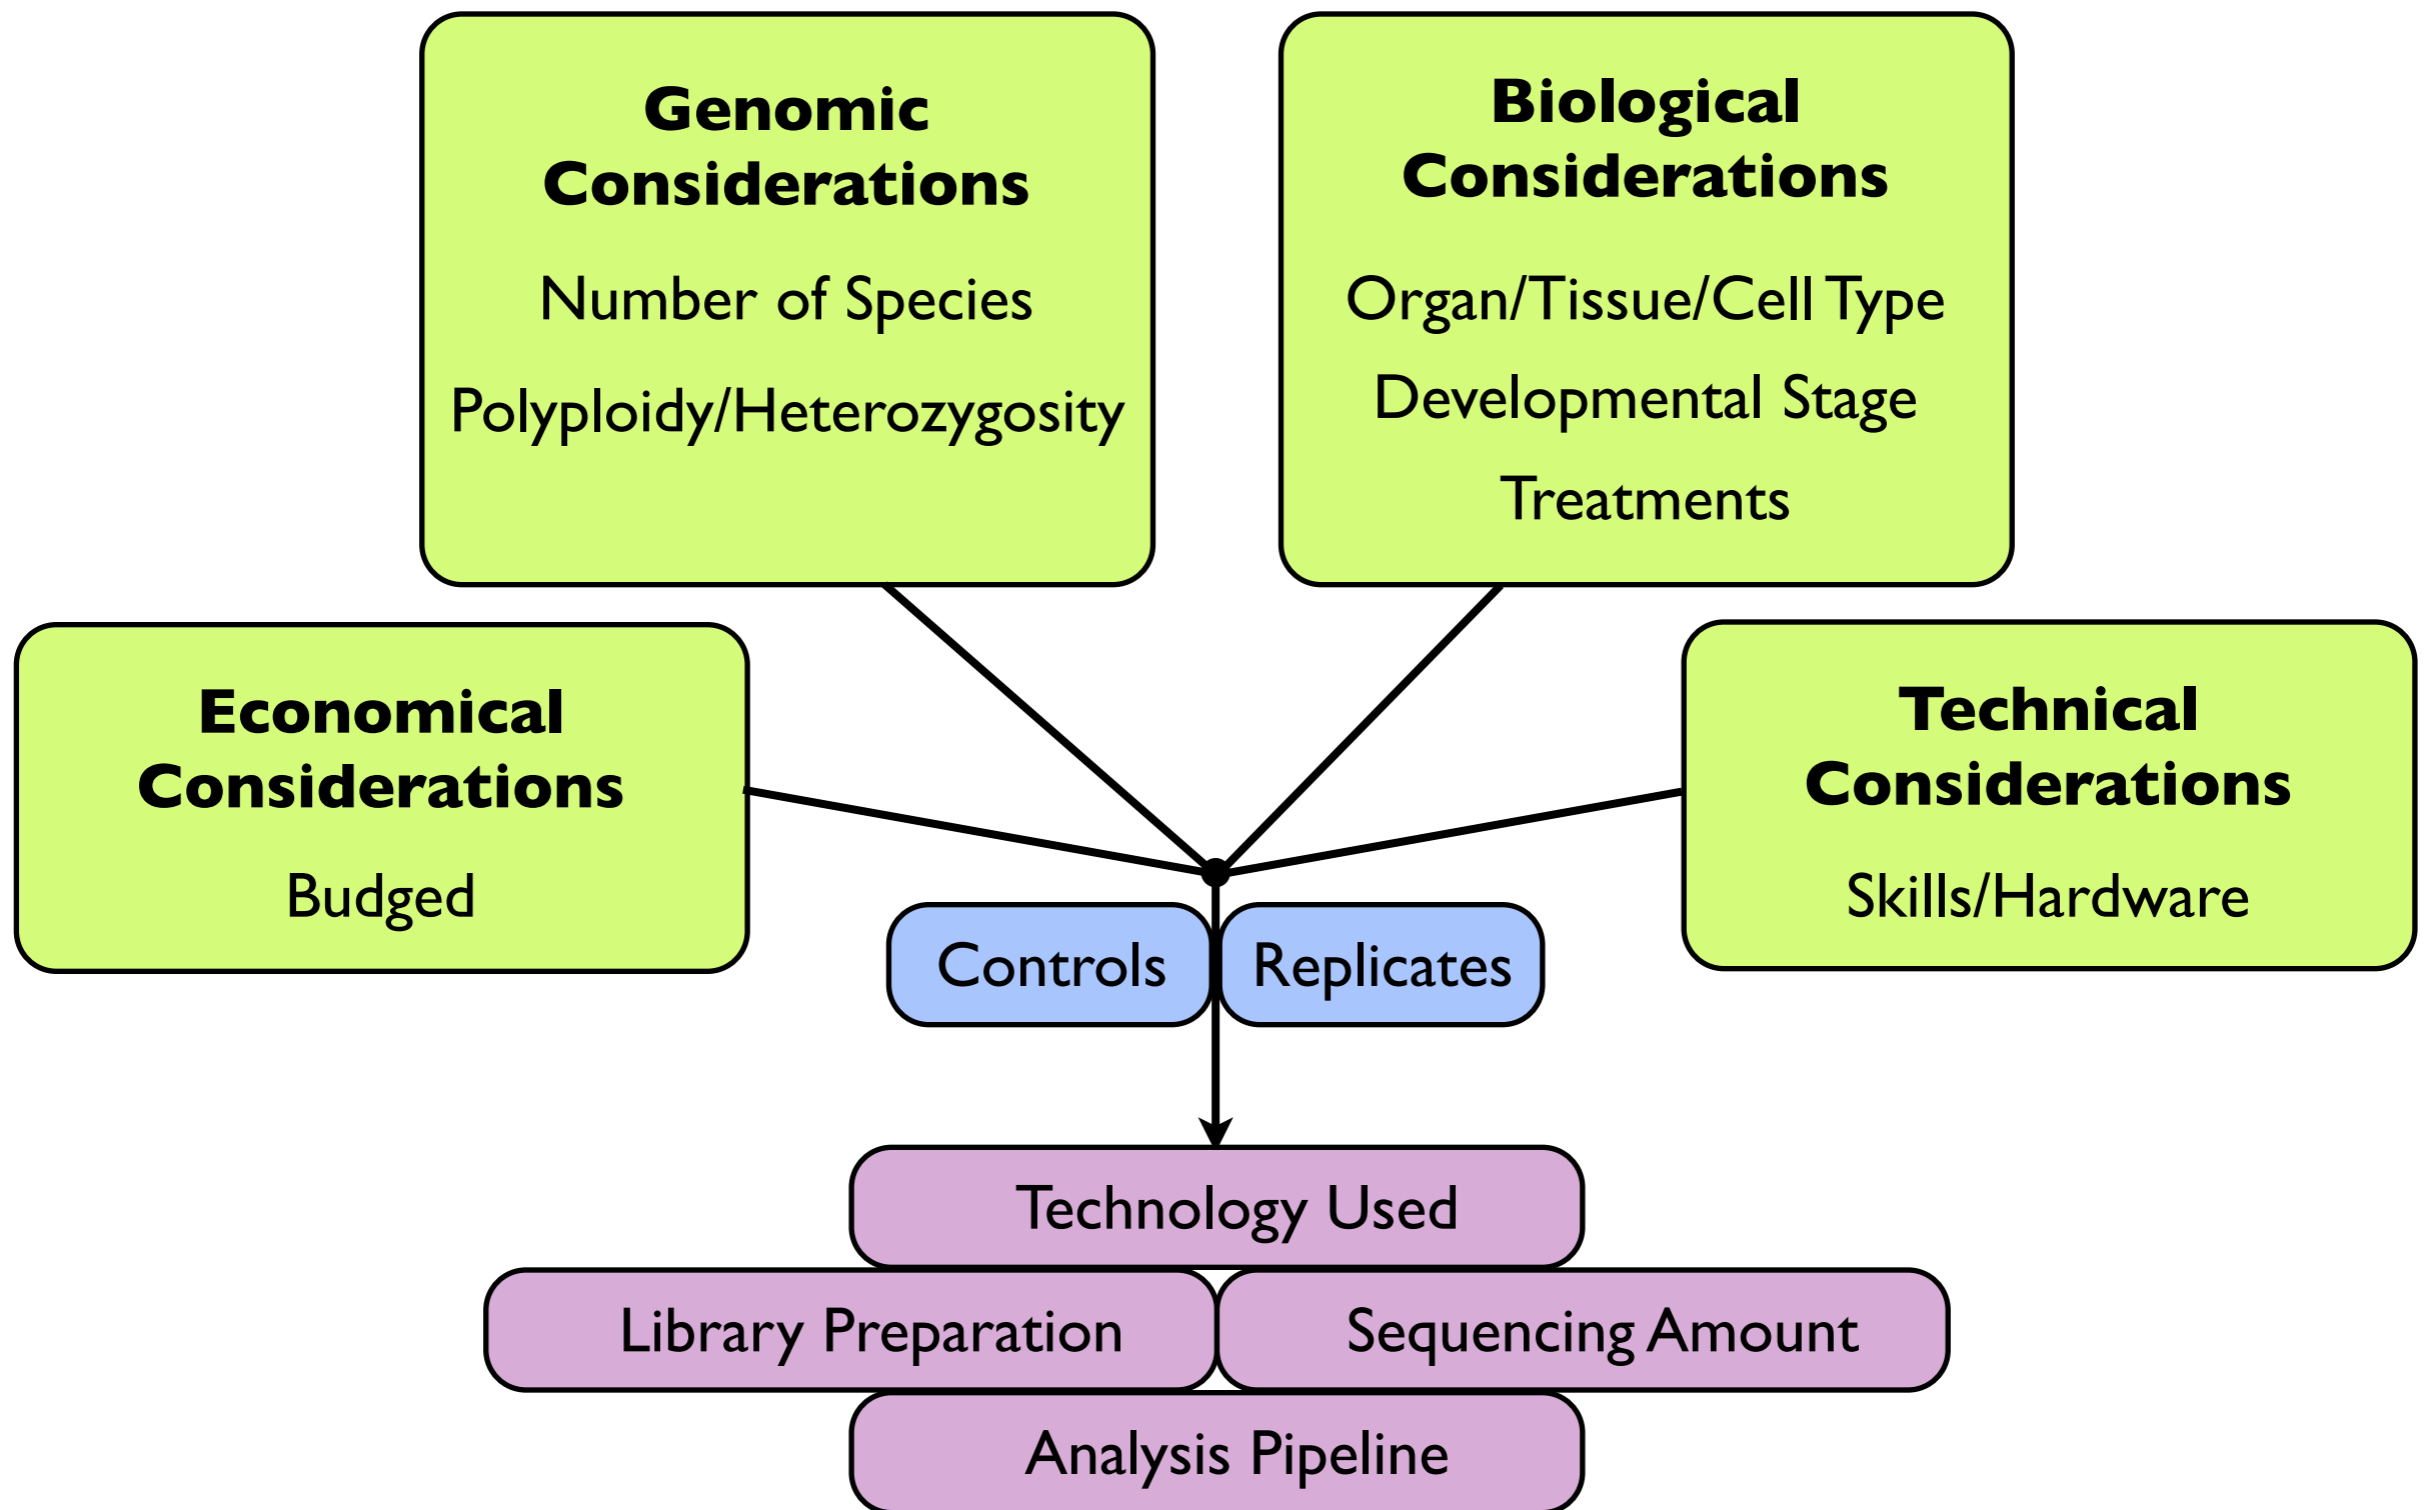 Genomic
Considerations
Number of Species
Polyploidy/Heterozygosity
Biological
Considerations
Organ/Tissue/Cell Type
Developmental Stage
Treatments
Economical
Considerations
Budged
Technical
Considerations
Skills/Hardware
Controls
Replicates
Technology Used
Library Preparation
Sequencing Amount
Analysis Pipeline